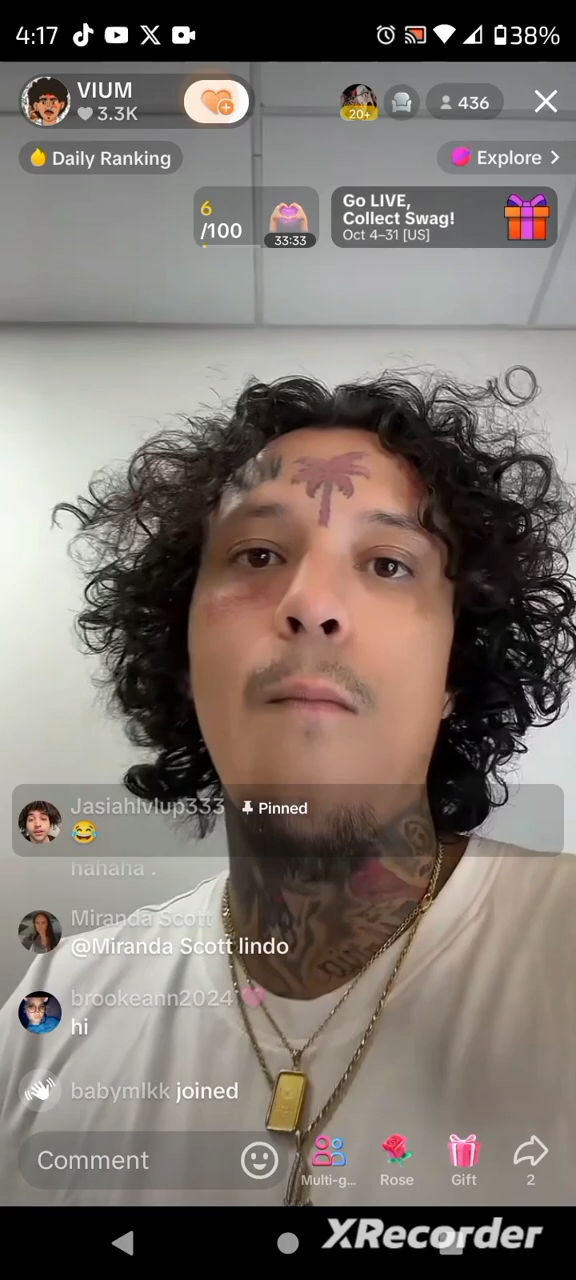 4:17
38%
VIUM
3.3K
20+
436
Daily Ranking
Explore >
6
/100
33:33
Go LIVE,
Collect Swag!
Oct 4–31 [US]
Jasiahlvlup333 Pinned
😂
hahaha .
Miranda Scott
@Miranda Scott lindo
brookeann2024🩷
hi
babymlkk joined
Comment
Multi-g...
Rose
Gift
2
XRecorder